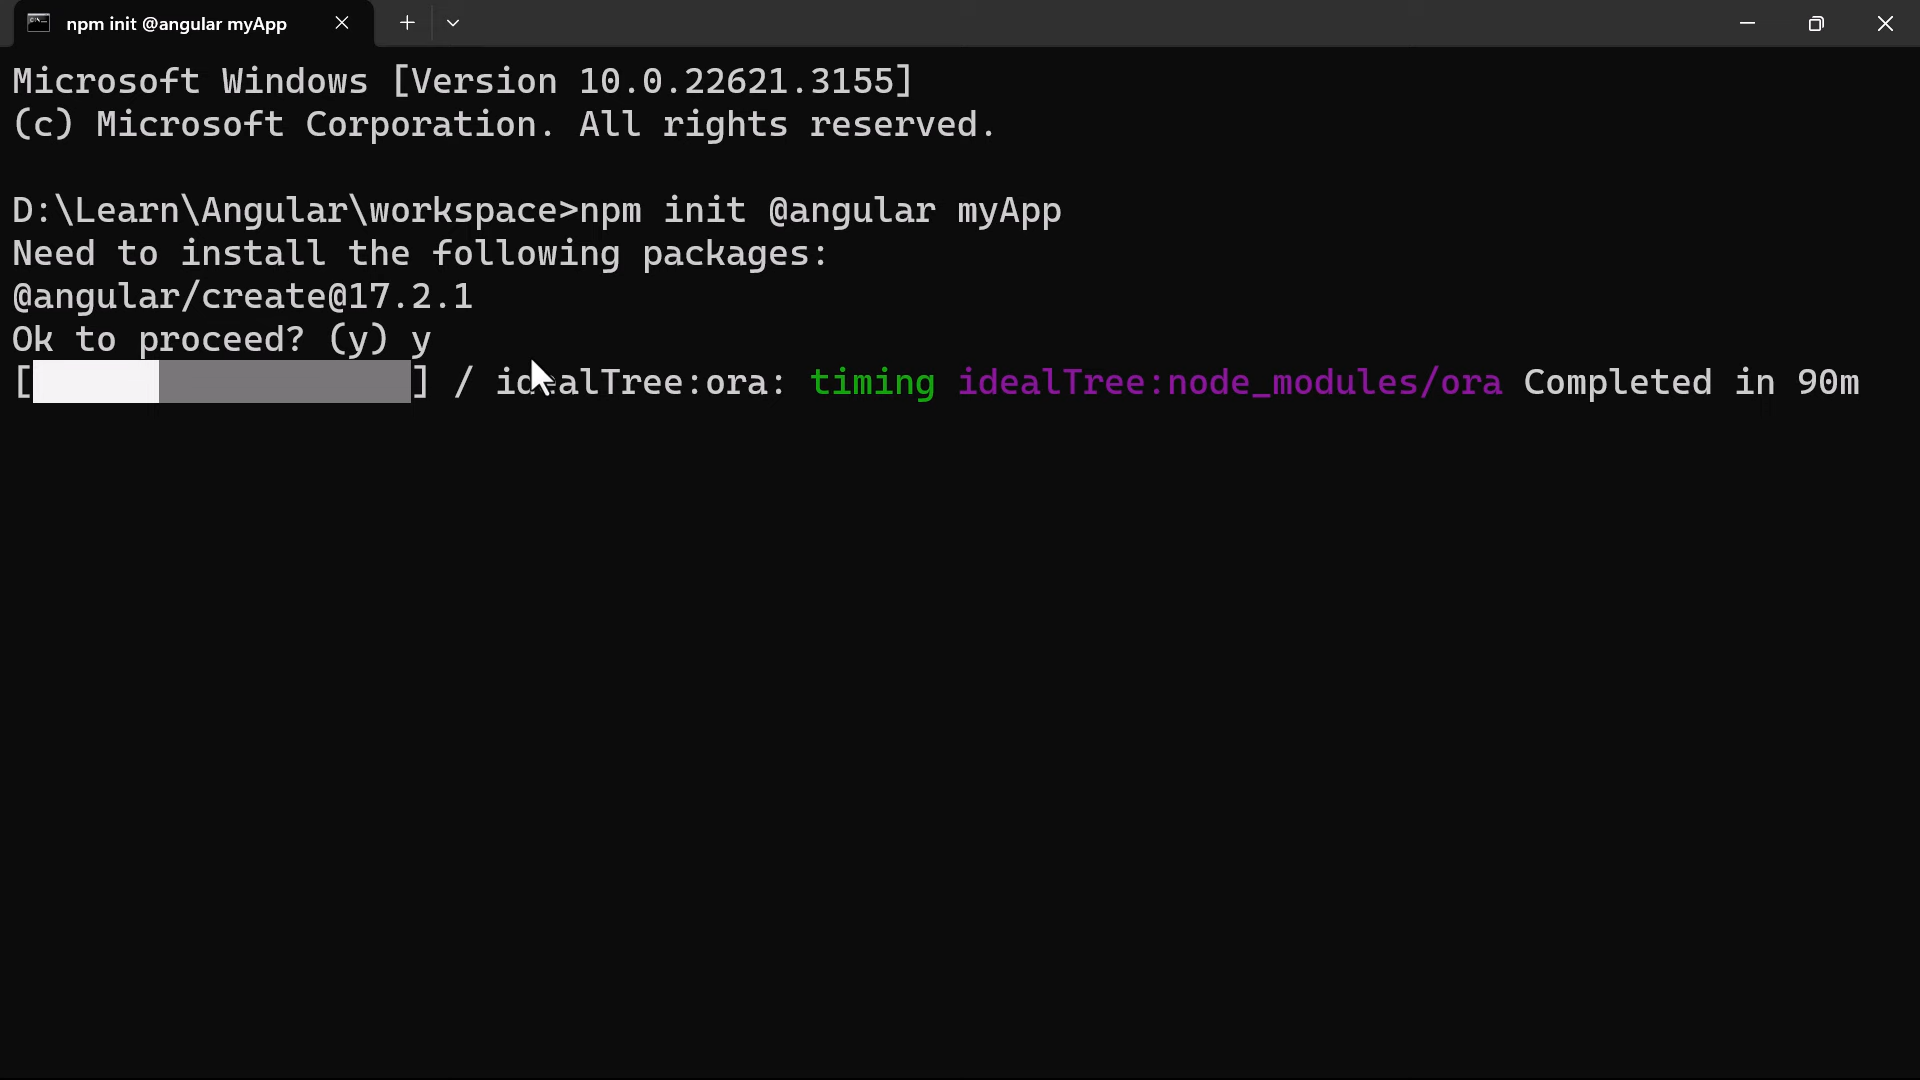 npm init @angular myApp
Microsoft Windows [Version 10.0.22621.3155]
(c) Microsoft Corporation. All rights reserved.
D:\Learn\Angular\workspace>npm init @angular myApp
Need to install the following packages:
@angular/create@17.2.1
Ok to proceed? (y) y
[] / idealTree:ora: timing idealTree:node_modules/ora Completed in 90m